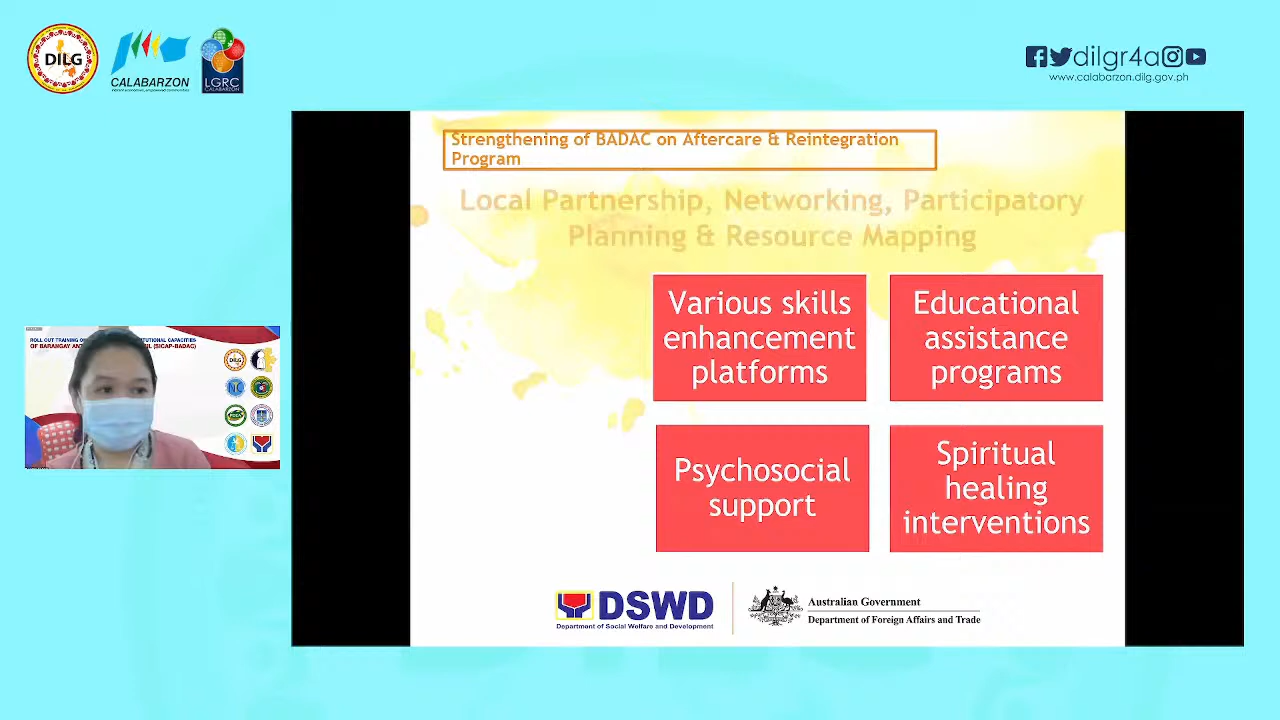 DILG
CALABARZON
LGRC
CALABARZON
dilgr4a
www.calabarzon.dilg.gov.ph
Strengthening of BADAC on Aftercare & Reintegration
Program
Local Partnership, Networking, Participatory
Planning & Resource Mapping
Various skills
enhancement
platforms
Educational
assistance
programs
Psychosocial
support
Spiritual
healing
interventions
ROLL OUT TRAINING
CAPACITIES
OF BARANGAY
(SICAP-BADAC)
DILG
DSWD
Department of Social Welfare and Development
Australian Government
Department of Foreign Affairs and Trade